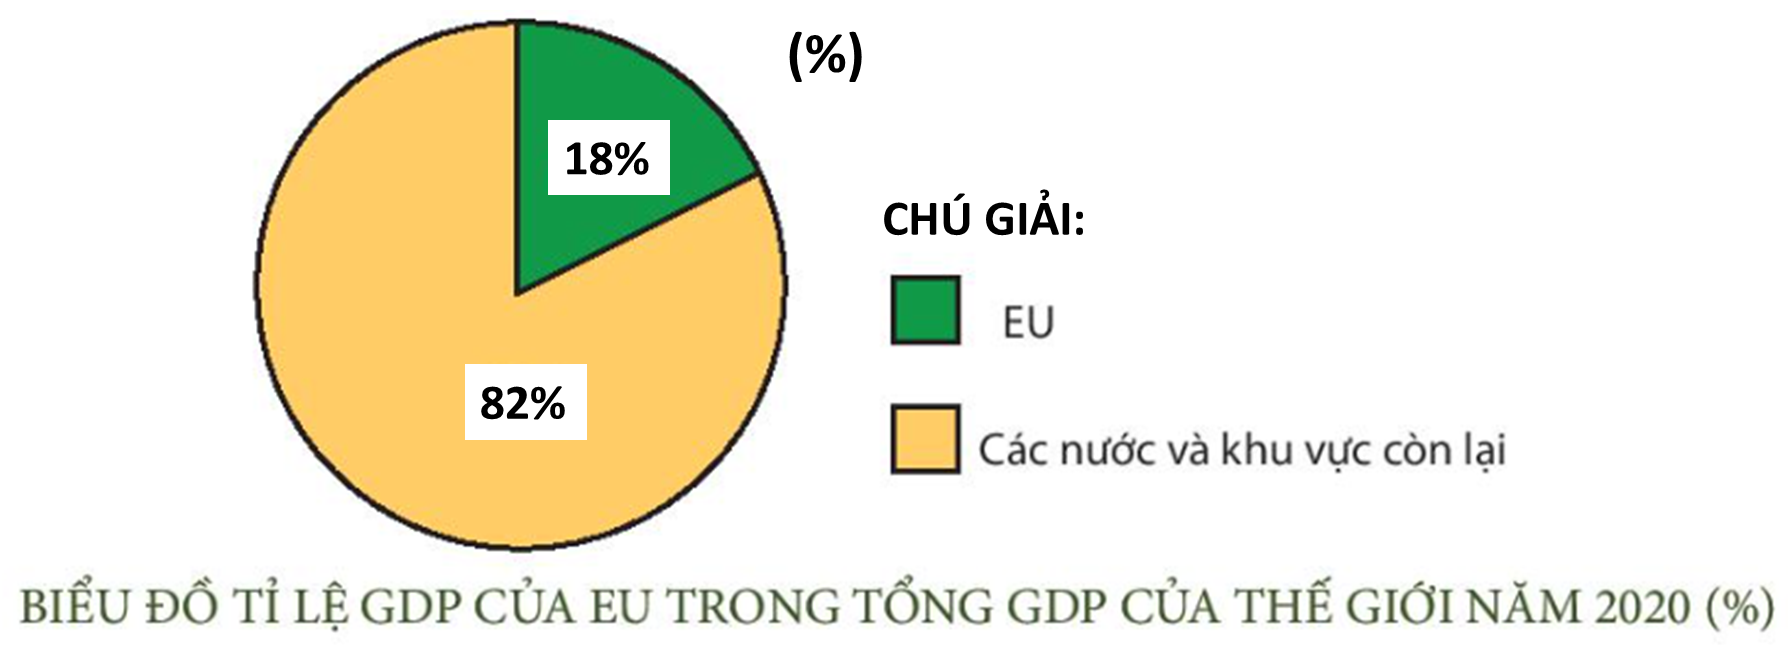 (%)
18%
82%
CHÚ GIẢI:
EU
Các nước và khu vực còn lại
BIỂU ĐỒ TỈ LỆ GDP CỦA EU TRONG TỔNG GDP CỦA THẾ GIỚI NĂM 2020 (%)